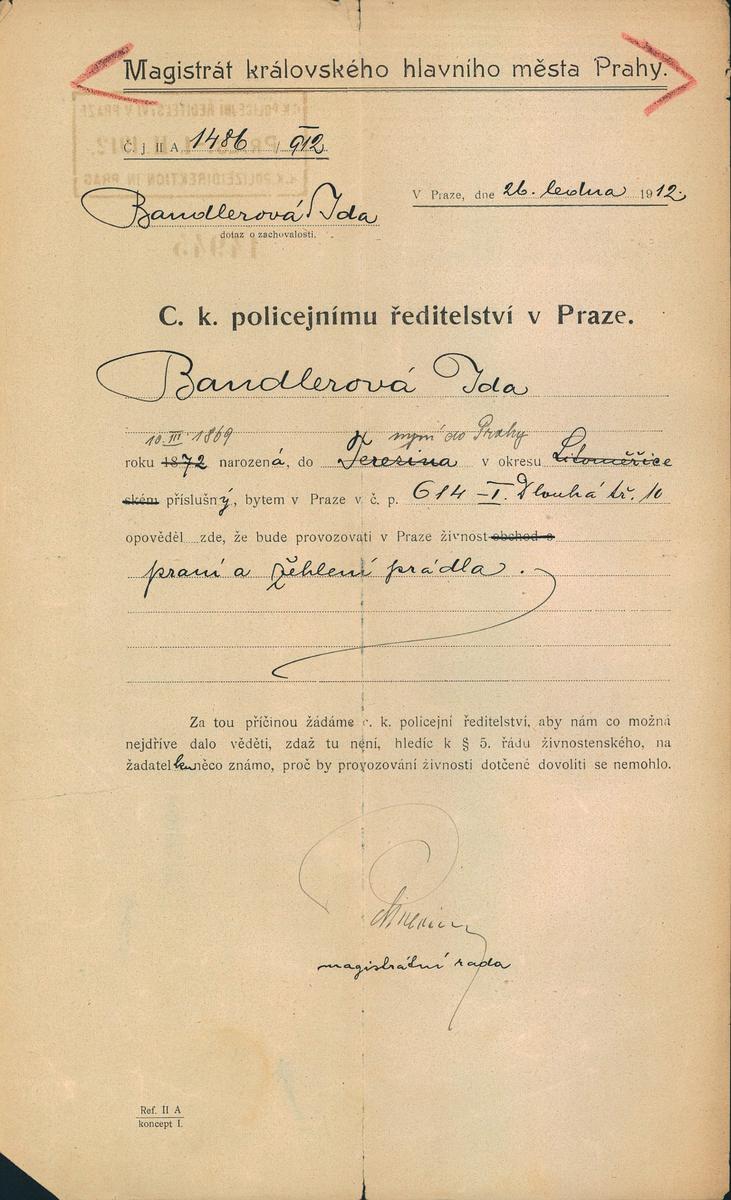 Magistrát královského hlavního města Prahy.
Č. j. II A. 1486 / 912
V Praze, dne 26. ledna 1912.
Bandlerová Ida
dotaz o zachovalosti.
C. k. policejnímu ředitelství v Praze.
Bandlerová Ida
10. III. 1869 nyní do Prahy
roku 1872 narozená, do Terezína v okresu Litoměřice
ském příslušný, bytem v Praze v č. p. 614-I. Dlouhá tř. 10
opověděl zde, že bude provozovati v Praze živnost obchod s
praní a žehlení prádla.
Za tou příčinou žádáme c. k. policejní ředitelství, aby nám co možná
nejdříve dalo věděti, zdaž tu není, hledíc k § 5. řádu živnostenského, na
žadatelku něco známo, proč by provozování živnosti dotčené dovoliti se nemohlo.
magistrátní rada
Ref. II A
koncept I.